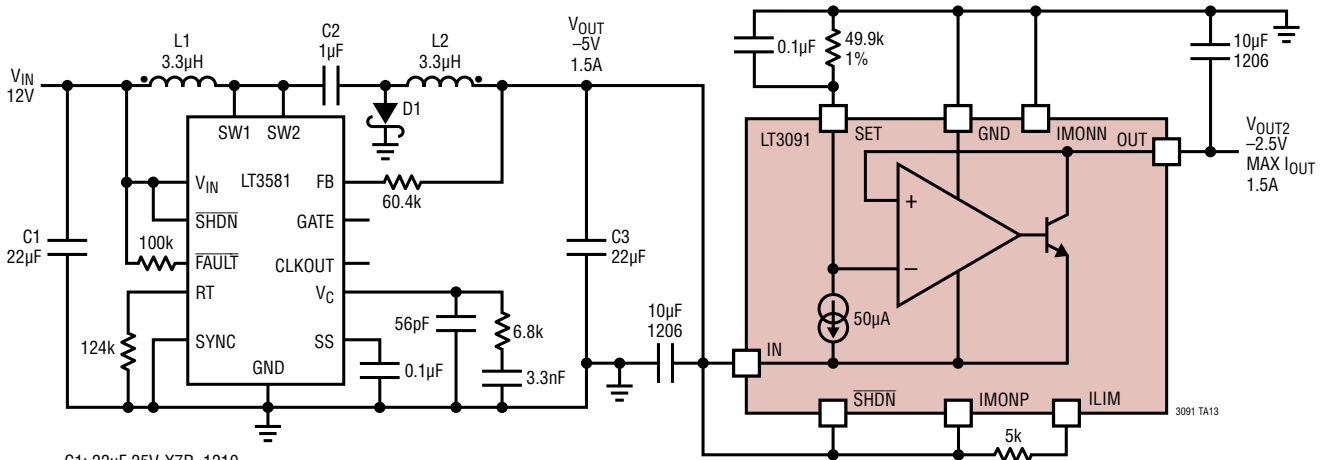 VIN
12V
L1
3.3µH
C2
1µF
L2
3.3µH
VOUT
–5V
1.5A
D1
SW1
SW2
VIN
LT3581
FB
60.4k
SHDN
GATE
C1
22µF
100k
FAULT
CLKOUT
C3
22µF
RT
VC
124k
SYNC
SS
56pF
6.8k
GND
0.1µF
3.3nF
10µF
1206
0.1µF
49.9k
1%
10µF
1206
LT3091
SET
GND
IMONN
OUT
VOUT2
–2.5V
MAX IOUT
1.5A
+
–
50µA
IN
SHDN
IMONP
ILIM
5k
3091 TA13